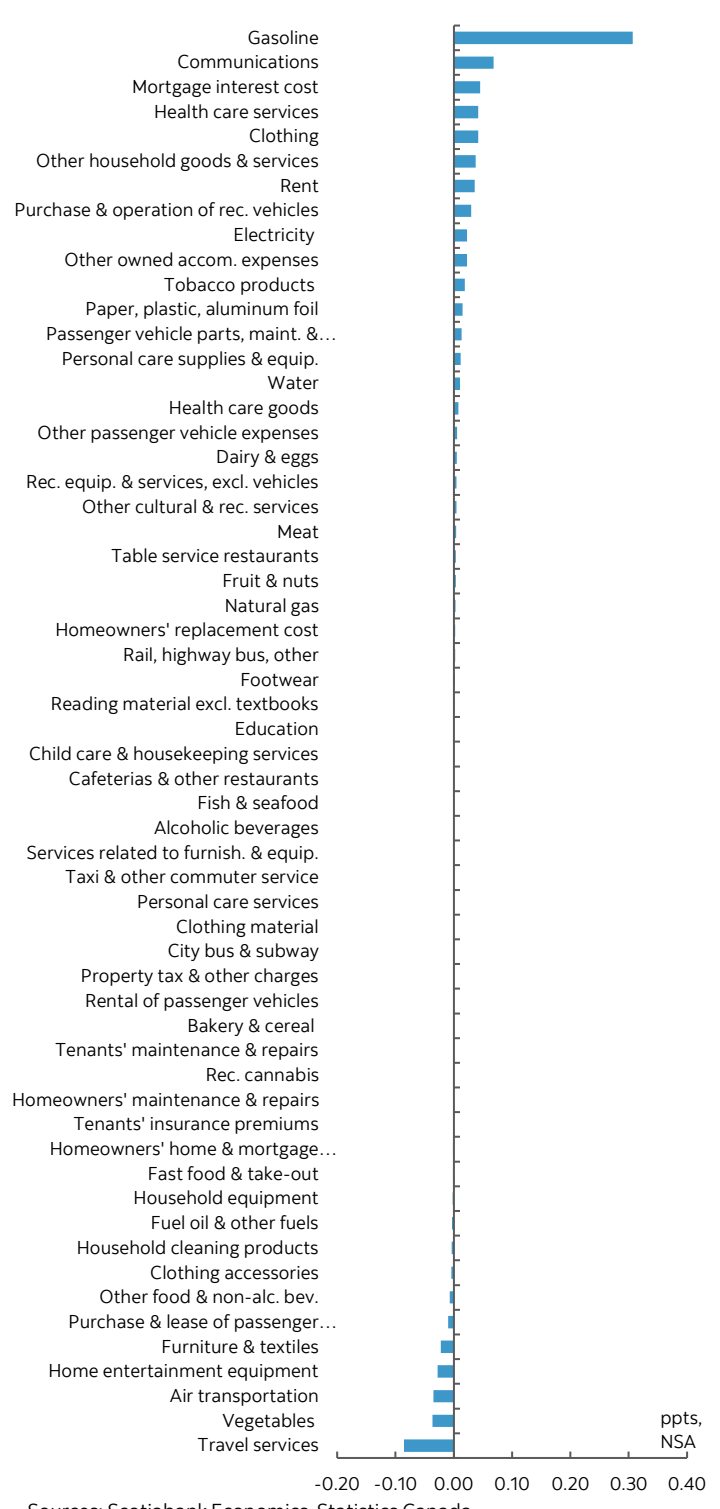 Gasoline
Communications
Mortgage interest cost
Health care services
Clothing
Other household goods & services
Rent
Purchase & operation of rec. vehicles
Electricity
Other owned accom. expenses
Tobacco products
Paper, plastic, aluminum foil
Passenger vehicle parts, maint. &…
Personal care supplies & equip.
Water
Health care goods
Other passenger vehicle expenses
Dairy & eggs
Rec. equip. & services, excl. vehicles
Other cultural & rec. services
Meat
Table service restaurants
Fruit & nuts
Natural gas
Homeowners' replacement cost
Rail, highway bus, other
Footwear
Reading material excl. textbooks
Education
Child care & housekeeping services
Cafeterias & other restaurants
Fish & seafood
Alcoholic beverages
Services related to furnish. & equip.
Taxi & other commuter service
Personal care services
Clothing material
City bus & subway
Property tax & other charges
Rental of passenger vehicles
Bakery & cereal
Tenants' maintenance & repairs
Rec. cannabis
Homeowners' maintenance & repairs
Tenants' insurance premiums
Homeowners' home & mortgage…
Fast food & take-out
Household equipment
Fuel oil & other fuels
Household cleaning products
Clothing accessories
Other food & non-alc. bev.
Purchase & lease of passenger…
Furniture & textiles
Home entertainment equipment
Air transportation
Vegetables
Travel services
ppts,
NSA
-0.20 -0.10 0.00 0.10 0.20 0.30 0.40
Sources: Scotiabank Economics, Statistics Canada